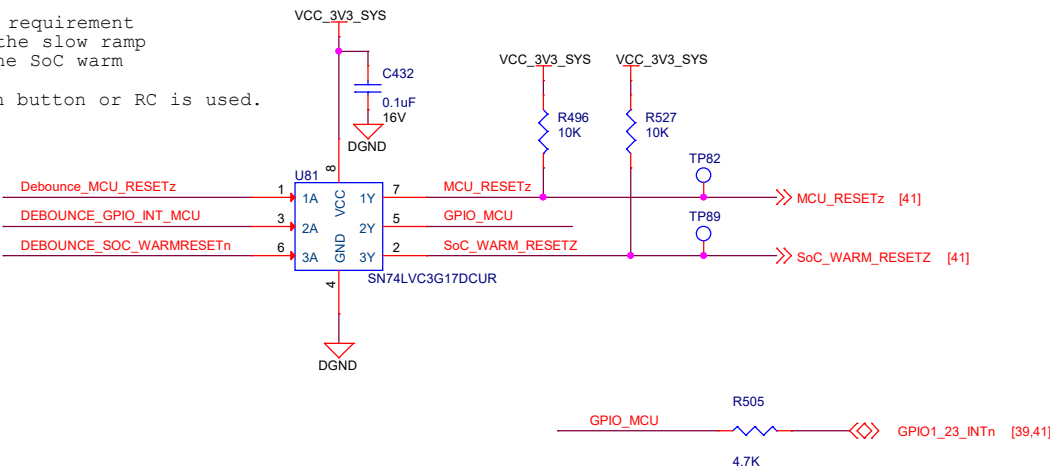 requirement
the slow ramp
ne SoC warm
n button or RC is used.
VCC_3V3_SYS
C432
0.1uF
16V
DGND
VCC_3V3_SYS
VCC_3V3_SYS
R496
10K
R527
10K
TP82
TP89
U81
8
VCC
GND
4
Debounce_MCU_RESETz
1
1A
1Y
7
MCU_RESETz
MCU_RESETz [41]
DEBOUNCE_GPIO_INT_MCU
3
2A
2Y
5
GPIO_MCU
DEBOUNCE_SOC_WARMRESETn
6
3A
3Y
2
SoC_WARM_RESETZ
SoC_WARM_RESETZ [41]
SN74LVC3G17DCUR
DGND
R505
GPIO_MCU
4.7K
GPIO1_23_INTn [39,41]